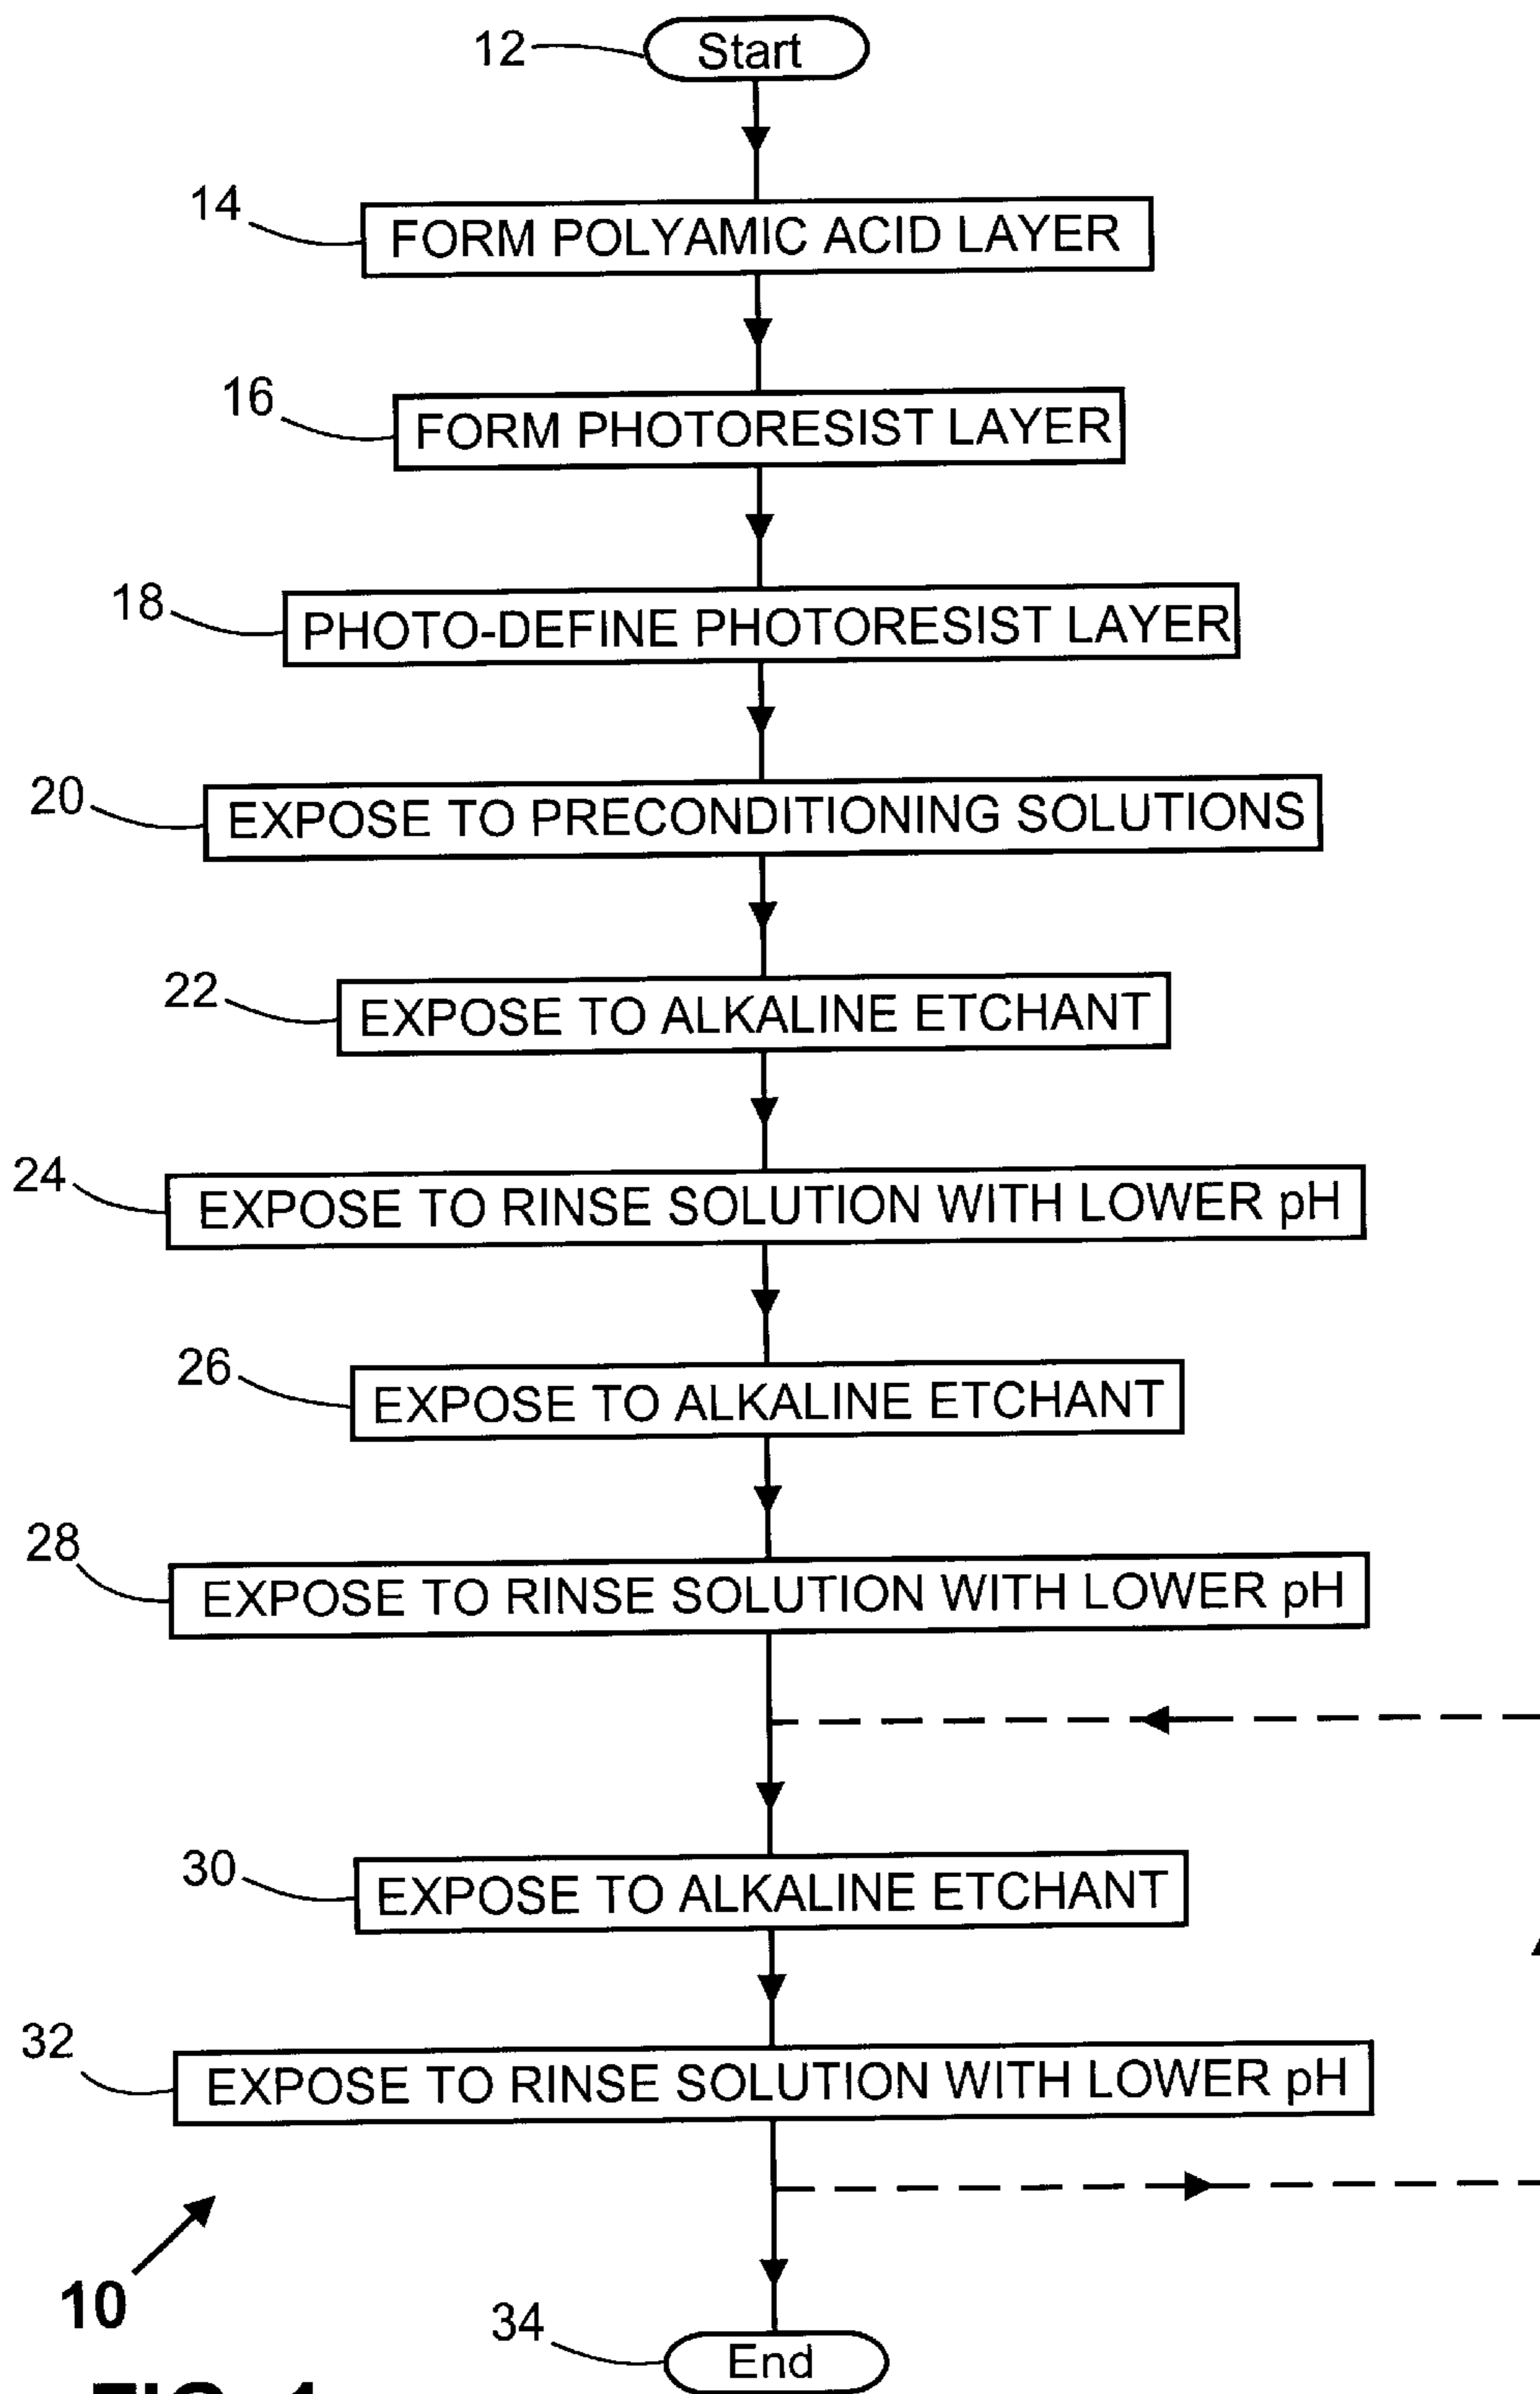 12
Start
14
FORM POLYAMIC ACID LAYER
16
FORM PHOTORESIST LAYER
18
PHOTO-DEFINE PHOTORESIST LAYER
20
EXPOSE TO PRECONDITIONING SOLUTIONS
22
EXPOSE TO ALKALINE ETCHANT
24
EXPOSE TO RINSE SOLUTION WITH LOWER pH
26
EXPOSE TO ALKALINE ETCHANT
28
EXPOSE TO RINSE SOLUTION WITH LOWER pH
30
EXPOSE TO ALKALINE ETCHANT
32
EXPOSE TO RINSE SOLUTION WITH LOWER pH
10
34
End